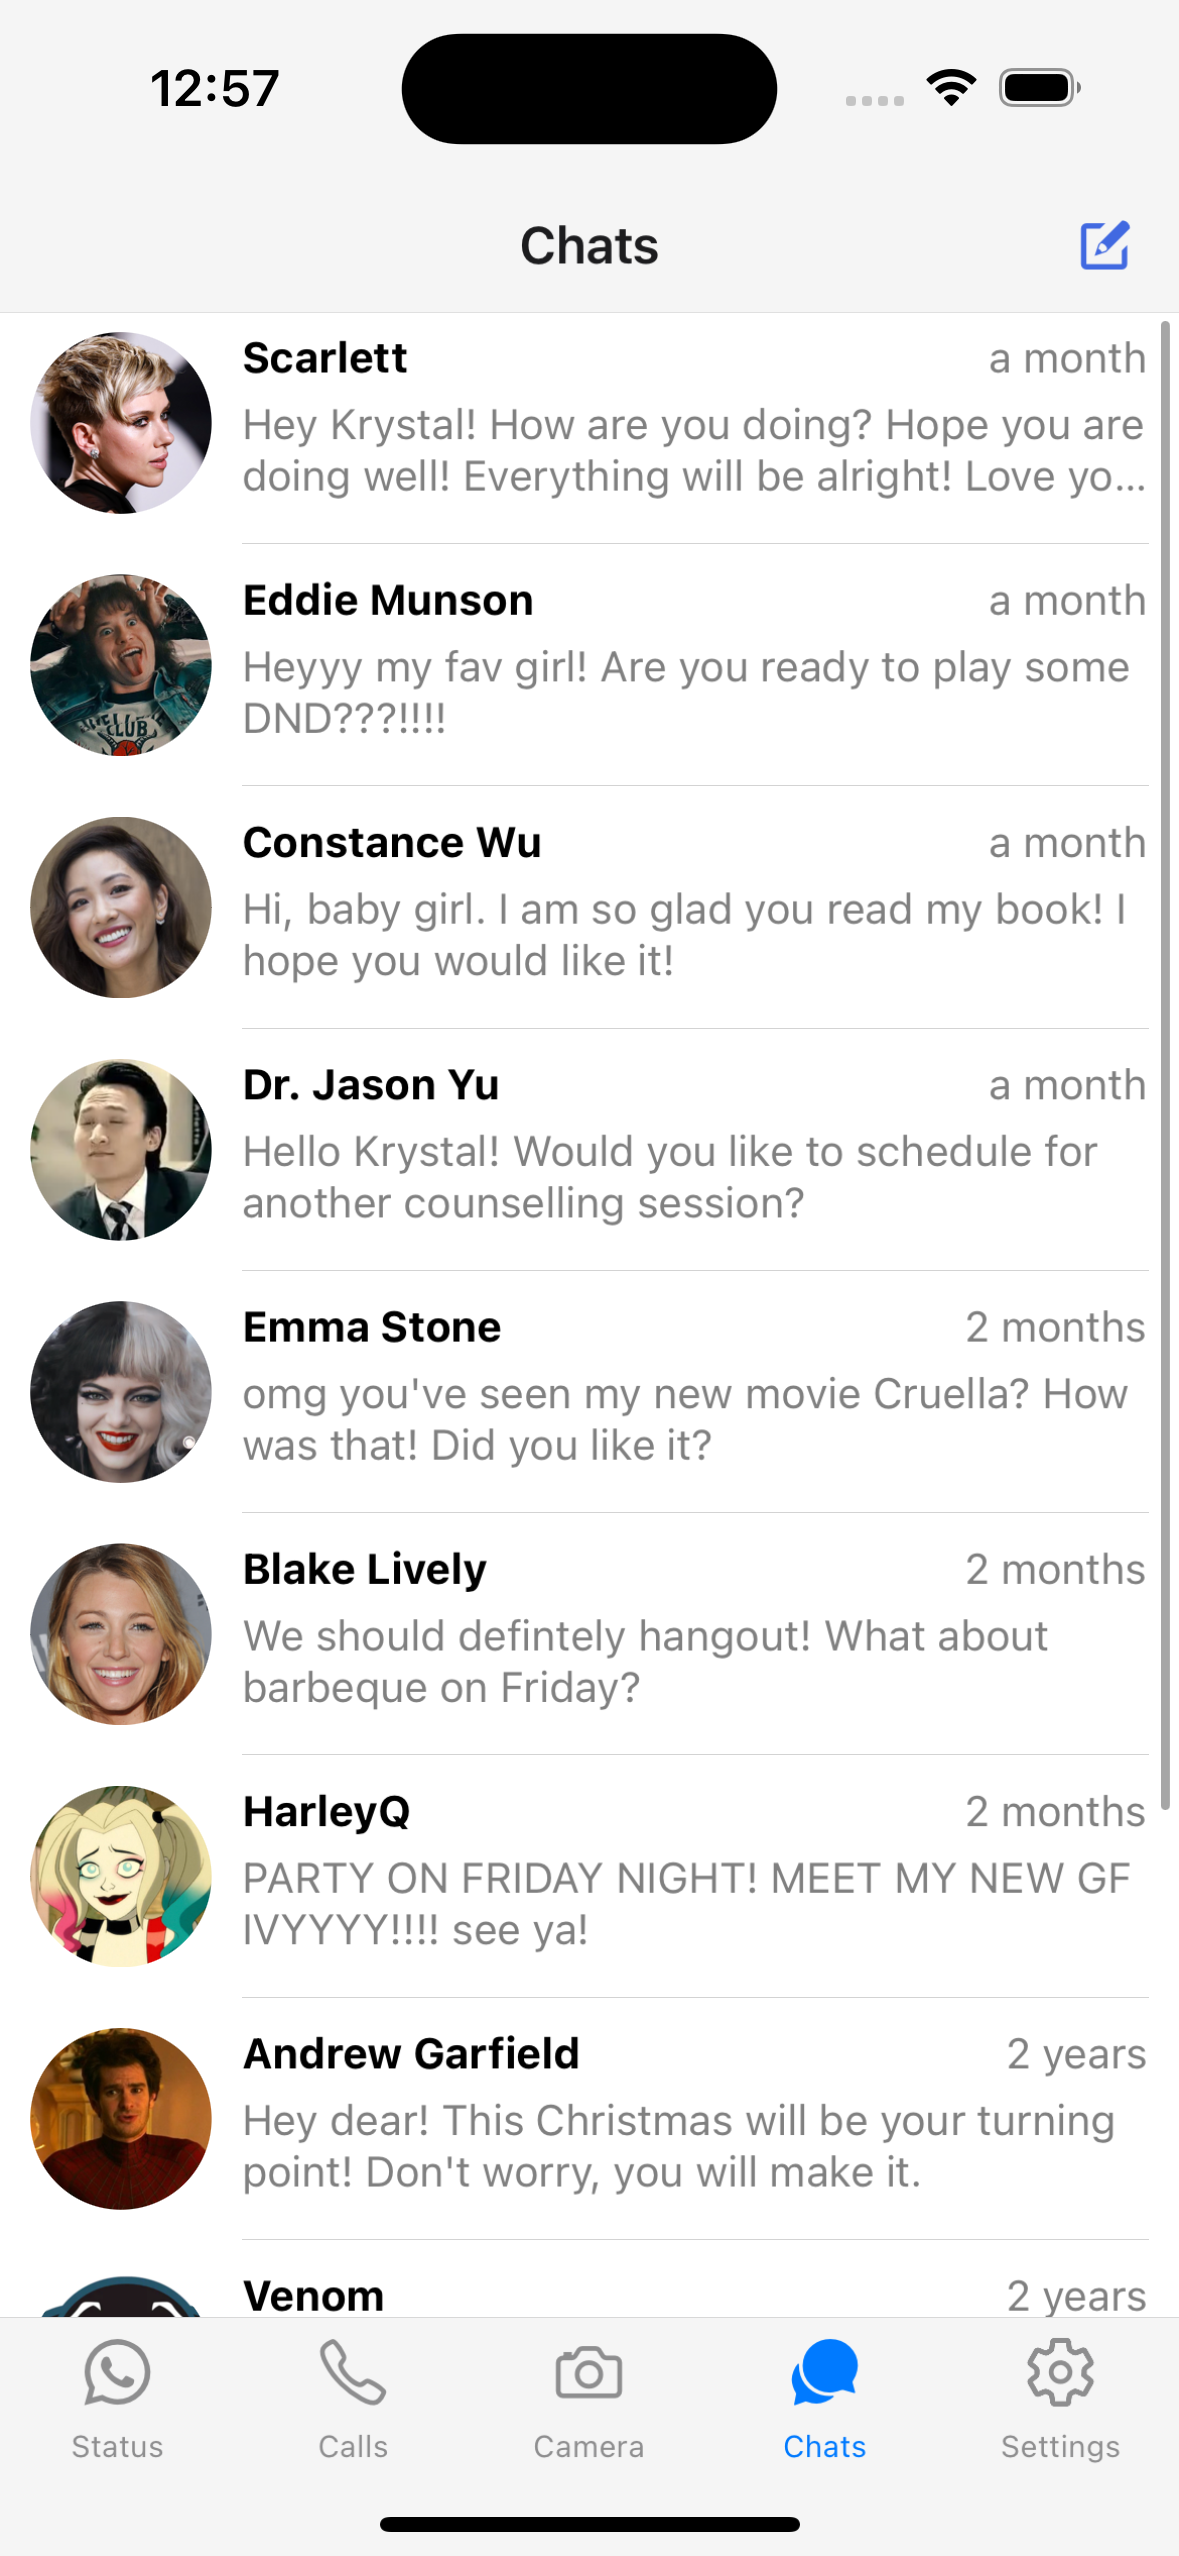 12:57
Chats
Scarlett
a month
Hey Krystal! How are you doing? Hope you are
doing well! Everything will be alright! Love yo...
Eddie Munson
a month
Heyyy my fav girl! Are you ready to play some
DND???!!!!
Constance Wu
a month
Hi, baby girl. I am so glad you read my book! I
hope you would like it!
Dr. Jason Yu
a month
Hello Krystal! Would you like to schedule for
another counselling session?
Emma Stone
2 months
omg you've seen my new movie Cruella? How
was that! Did you like it?
Blake Lively
2 months
We should defintely hangout! What about
barbeque on Friday?
HarleyQ
2 months
PARTY ON FRIDAY NIGHT! MEET MY NEW GF
IVYYYY!!!! see ya!
Andrew Garfield
2 years
Hey dear! This Christmas will be your turning
point! Don't worry, you will make it.
Venom
2 years
Status
Calls
Camera
Chats
Settings